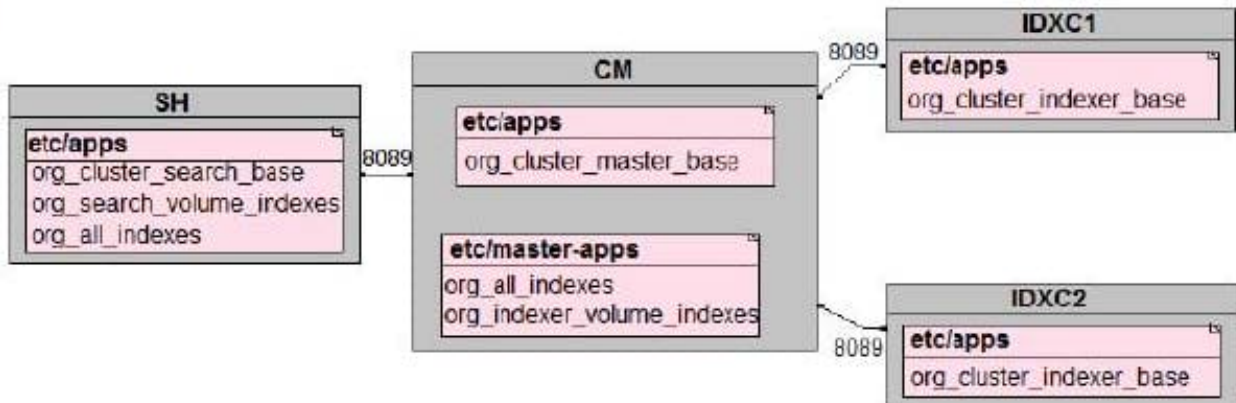 SH
etc/apps
org_cluster_search_base
org_search_volume_indexes
org_all_indexes
8089
CM
etc/apps
org_cluster_master_base
etc/master-apps
org_all_indexes
org_indexer_volume_indexes
8089
IDXC1
etc/apps
org_cluster_indexer_base
8089
IDXC2
etc/apps
org_cluster_indexer_base